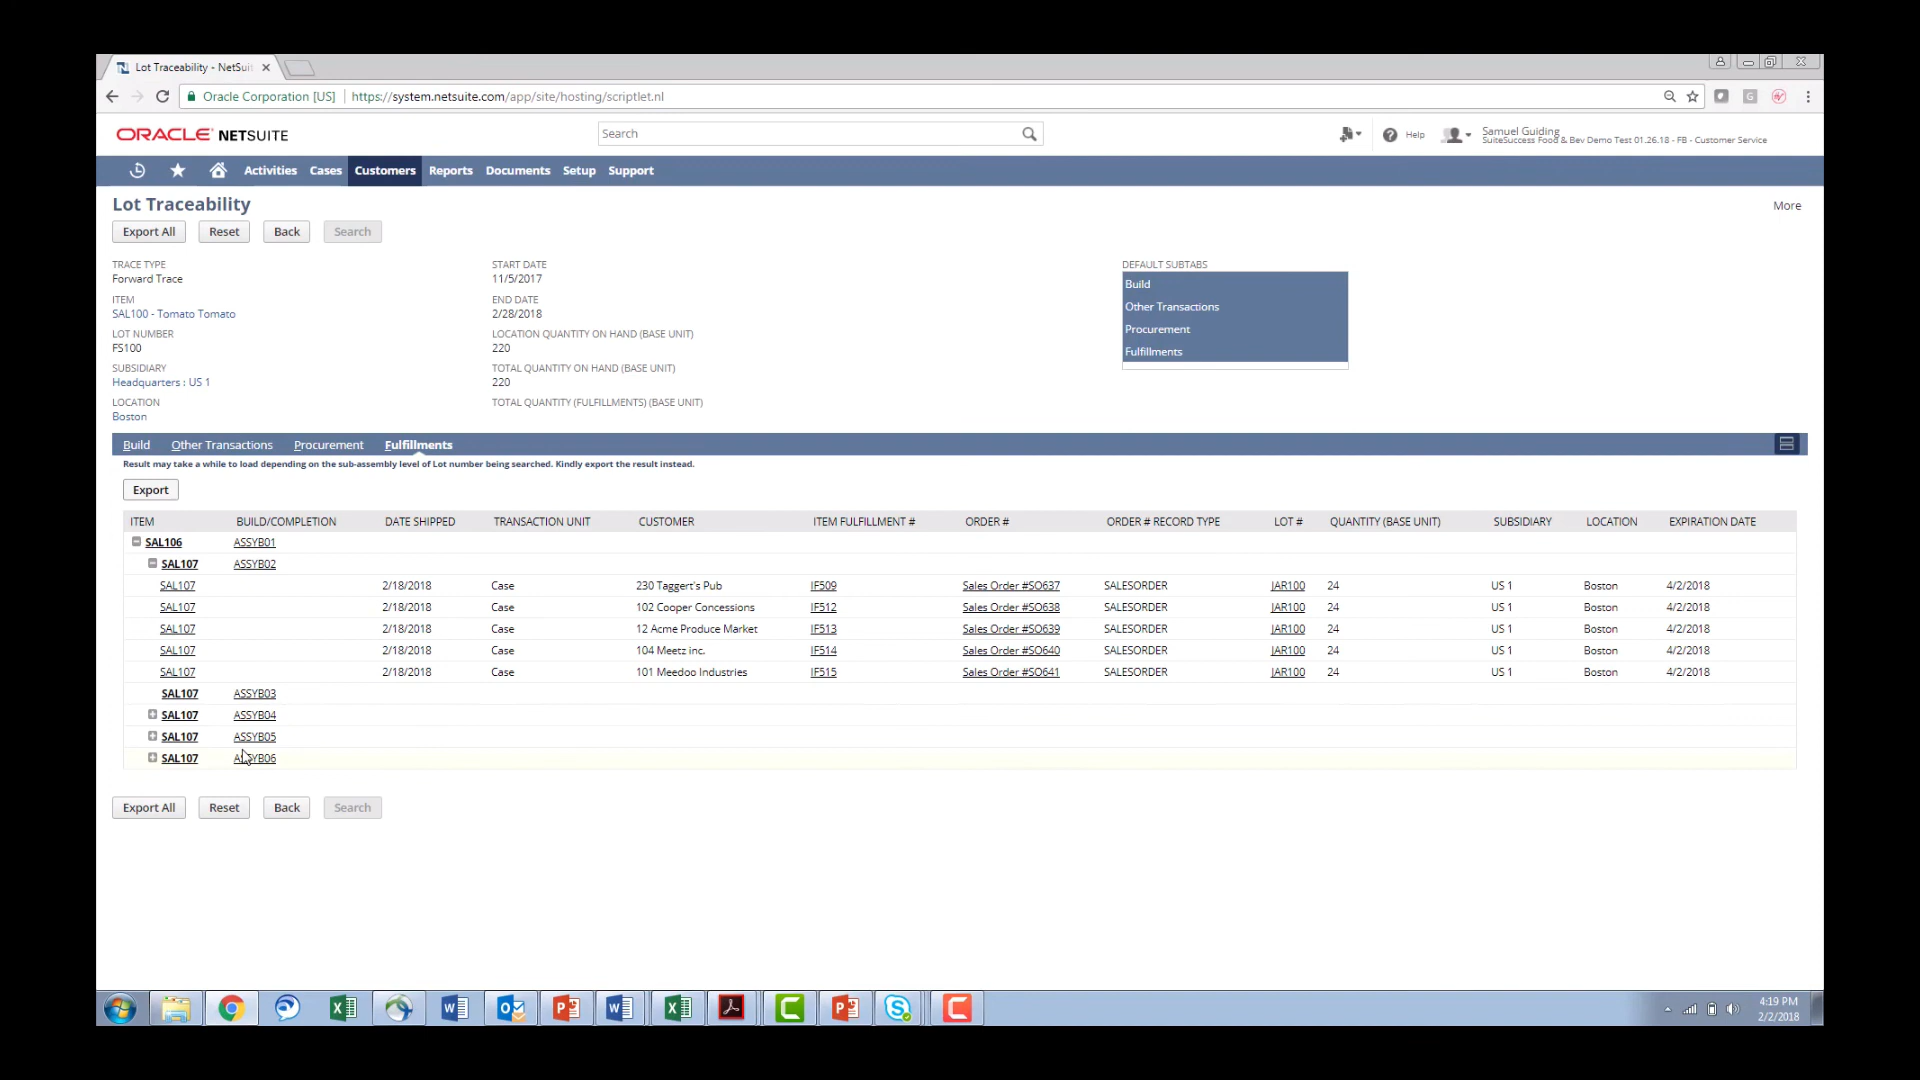 Lot Traceability - NetSuit
Oracle Corporation [US] https://system.netsuite.com/app/site/hosting/scriptlet.nl
ORACLE NETSUITE
Search
Help
Samuel Guiding
SuiteSuccess Food & Bev Demo Test 01.26.18 - FB - Customer Service
Activities Cases Customers Reports Documents Setup Support
Lot Traceability
More
Export All Reset Back Search
TRACE TYPE
Forward Trace
ITEM
SAL100 - Tomato Tomato
LOT NUMBER
FS100
SUBSIDIARY
Headquarters : US 1
LOCATION
Boston
START DATE
11/5/2017
END DATE
2/28/2018
LOCATION QUANTITY ON HAND (BASE UNIT)
220
TOTAL QUANTITY ON HAND (BASE UNIT)
220
TOTAL QUANTITY (FULFILLMENTS) (BASE UNIT)
DEFAULT SUBTABS
Build
Other Transactions
Procurement
Fulfillments
Build Other Transactions Procurement Fulfillments
Result may take a while to load depending on the sub-assembly level of Lot number being searched. Kindly export the result instead.
Export
ITEM BUILD/COMPLETION DATE SHIPPED TRANSACTION UNIT CUSTOMER ITEM FULFILLMENT # ORDER # ORDER # RECORD TYPE LOT # QUANTITY (BASE UNIT) SUBSIDIARY LOCATION EXPIRATION DATE
SAL106 ASSYB01
SAL107 ASSYB02
SAL107 2/18/2018 Case 230 Taggert's Pub IF509 Sales Order #SO637 SALESORDER JAR100 24 US 1 Boston 4/2/2018
SAL107 2/18/2018 Case 102 Cooper Concessions IF512 Sales Order #SO638 SALESORDER JAR100 24 US 1 Boston 4/2/2018
SAL107 2/18/2018 Case 12 Acme Produce Market IF513 Sales Order #SO639 SALESORDER JAR100 24 US 1 Boston 4/2/2018
SAL107 2/18/2018 Case 104 Meetz inc. IF514 Sales Order #SO640 SALESORDER JAR100 24 US 1 Boston 4/2/2018
SAL107 2/18/2018 Case 101 Meedoo Industries IF515 Sales Order #SO641 SALESORDER JAR100 24 US 1 Boston 4/2/2018
SAL107 ASSYB03
SAL107 ASSYB04
SAL107 ASSYB05
SAL107 ASSYB06
Export All Reset Back Search
4:19 PM
2/2/2018